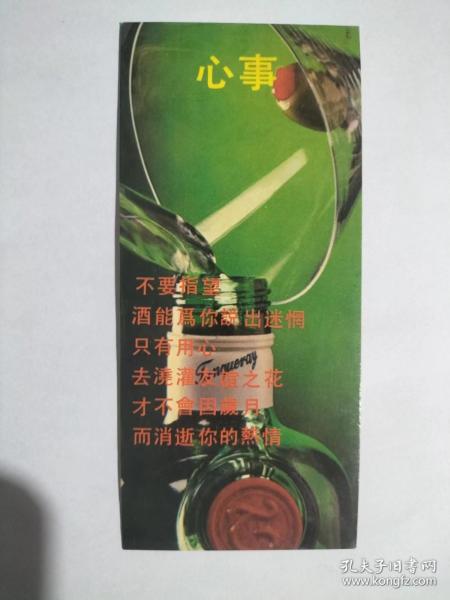 心事
不要指望
酒能爲你說出迷惘
只有用心
去澆灌友誼之花
才不會因歲月
而消逝你的熱情
Tanqueray
孔夫子旧书网
www.kongfz.com